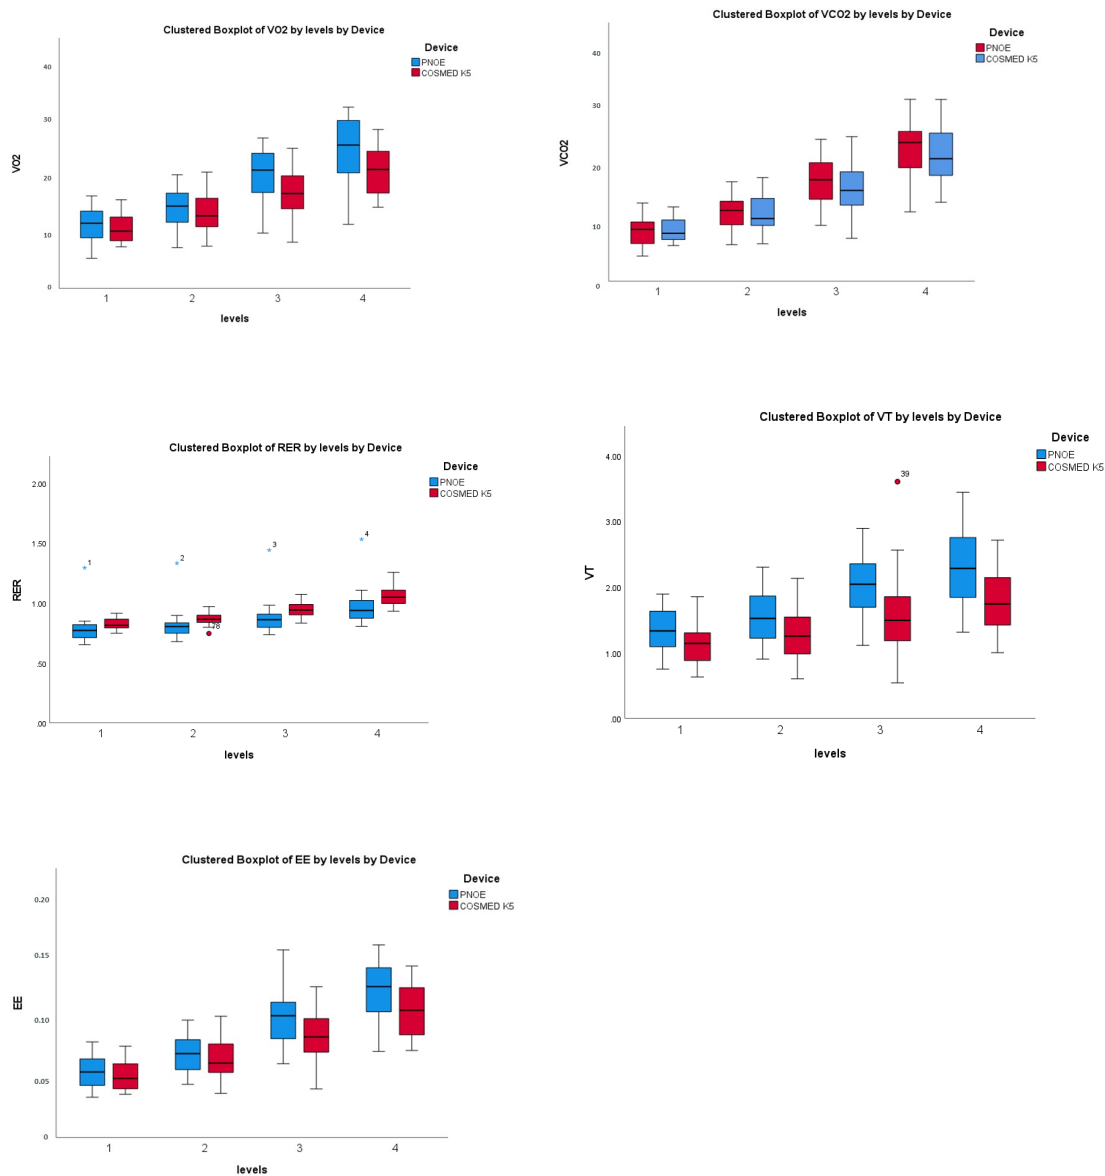 Clustered Boxplot of VO2 by levels by Device
Device
PNOE
COSMED K5
40
30
20
10
0
VO2
1 2 3 4
levels
Clustered Boxplot of VCO2 by levels by Device
Device
PNOE
COSMED K5
40
30
20
10
0
VCO2
1 2 3 4
levels
Clustered Boxplot of RER by levels by Device
Device
PNOE
COSMED K5
2.00
1.50
1.00
.50
.00
RER
1
2
3
4
78
1 2 3 4
levels
Clustered Boxplot of VT by levels by Device
Device
PNOE
COSMED K5
4.00
3.00
2.00
1.00
.00
VT
39
1 2 3 4
levels
Clustered Boxplot of EE by levels by Device
Device
PNOE
COSMED K5
0.20
0.15
0.10
0.05
0
EE
1 2 3 4
levels